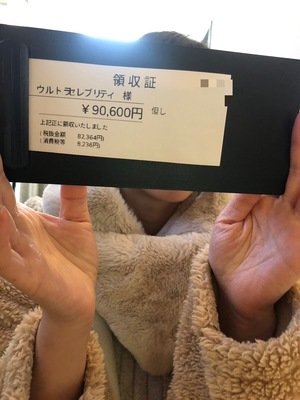 領収証
ウルトラセレブリティ 様
￥90,600円 但し
上記正に領収いたしました
(税抜金額 82,364円)
(消費税等 8,236円)